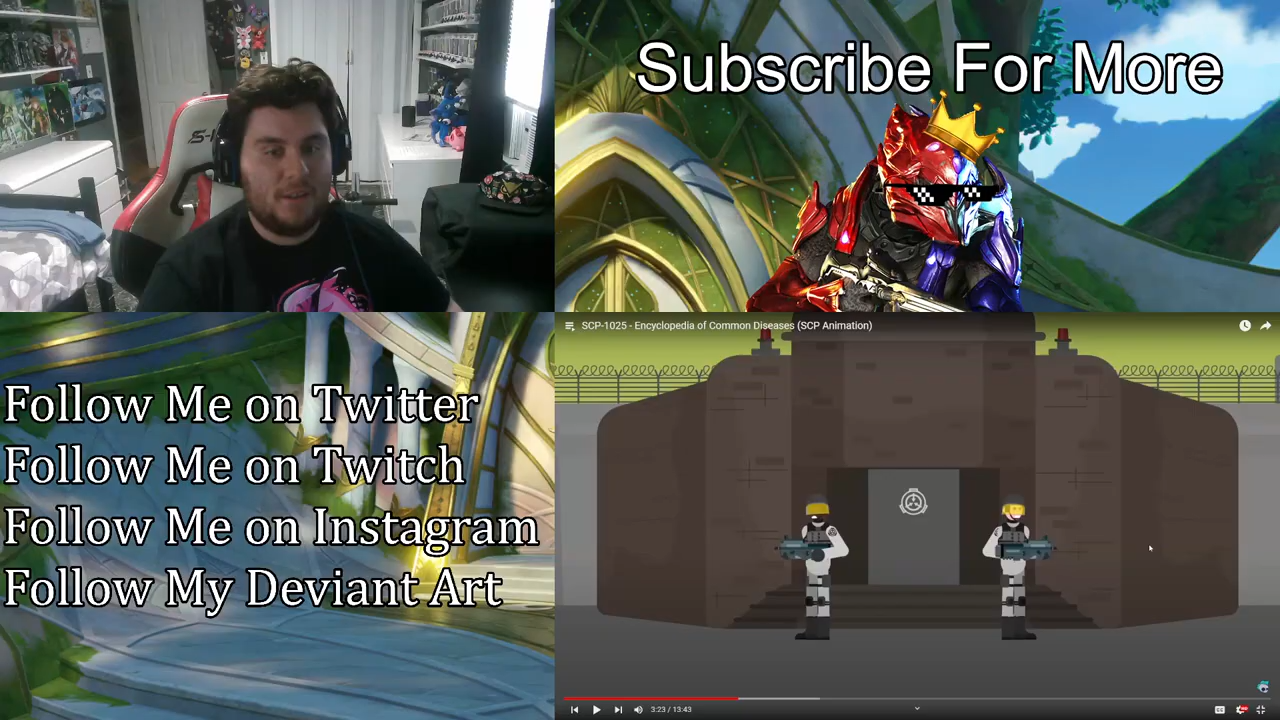 Subscribe For More
Follow Me on Twitter
Follow Me on Twitch
Follow Me on Instagram
Follow My Deviant Art
SCP-1025 - Encyclopedia of Common Diseases (SCP Animation)
3:23 / 13:43